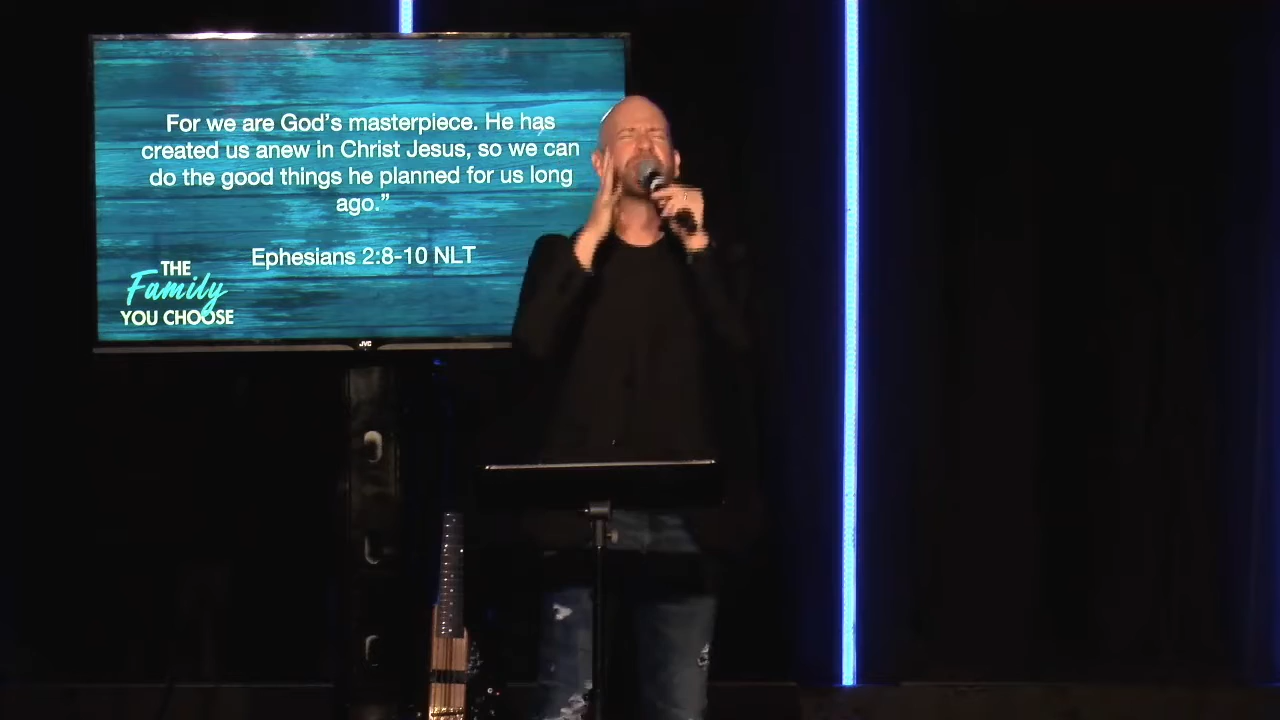 For we are God's masterpiece. He has
created us anew in Christ Jesus, so we can
do the good things he planned for us long
ago.”
Ephesians 2:8-10 NLT
THE
Family
YOU CHOOSE
JVC